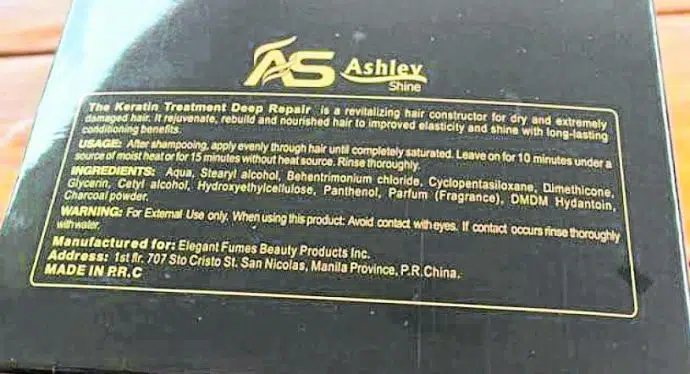 AS Ashley
Shine
The Keratin Treatment Deep Repair is a revitalizing hair constructor for dry and extremely
damaged hair. It rejuvenate, rebuild and nourished hair to improved elasticity and shine with long-lasting
conditioning benefits.
USAGE: After shampooing, apply evenly through hair until completely saturated. Leave on for 10 minutes under a
source of moist heat or for 15 minutes without heat source. Rinse thoroughly.
INGREDIENTS: Aqua, Stearyl alcohol, Behentrimonium chloride, Cyclopentasiloxane, Dimethicone,
Glycerin, Catyl alcohol, Hydroxyethylcellulose, Panthenol, Parfum (Fragrance), DMDM Hydantoin,
Charcoal powder.
WARNING: For External Use only. When using this product: Avoid contact with eyes. If contact occurs rinse thoroughly
with water.
Manufactured for: Elegant Fumes Beauty Products Inc.
Address: 1st flr. 707 Sto Cristo St. San Nicolas, Manila Province, P.R.China.
MADE IN P.R.C